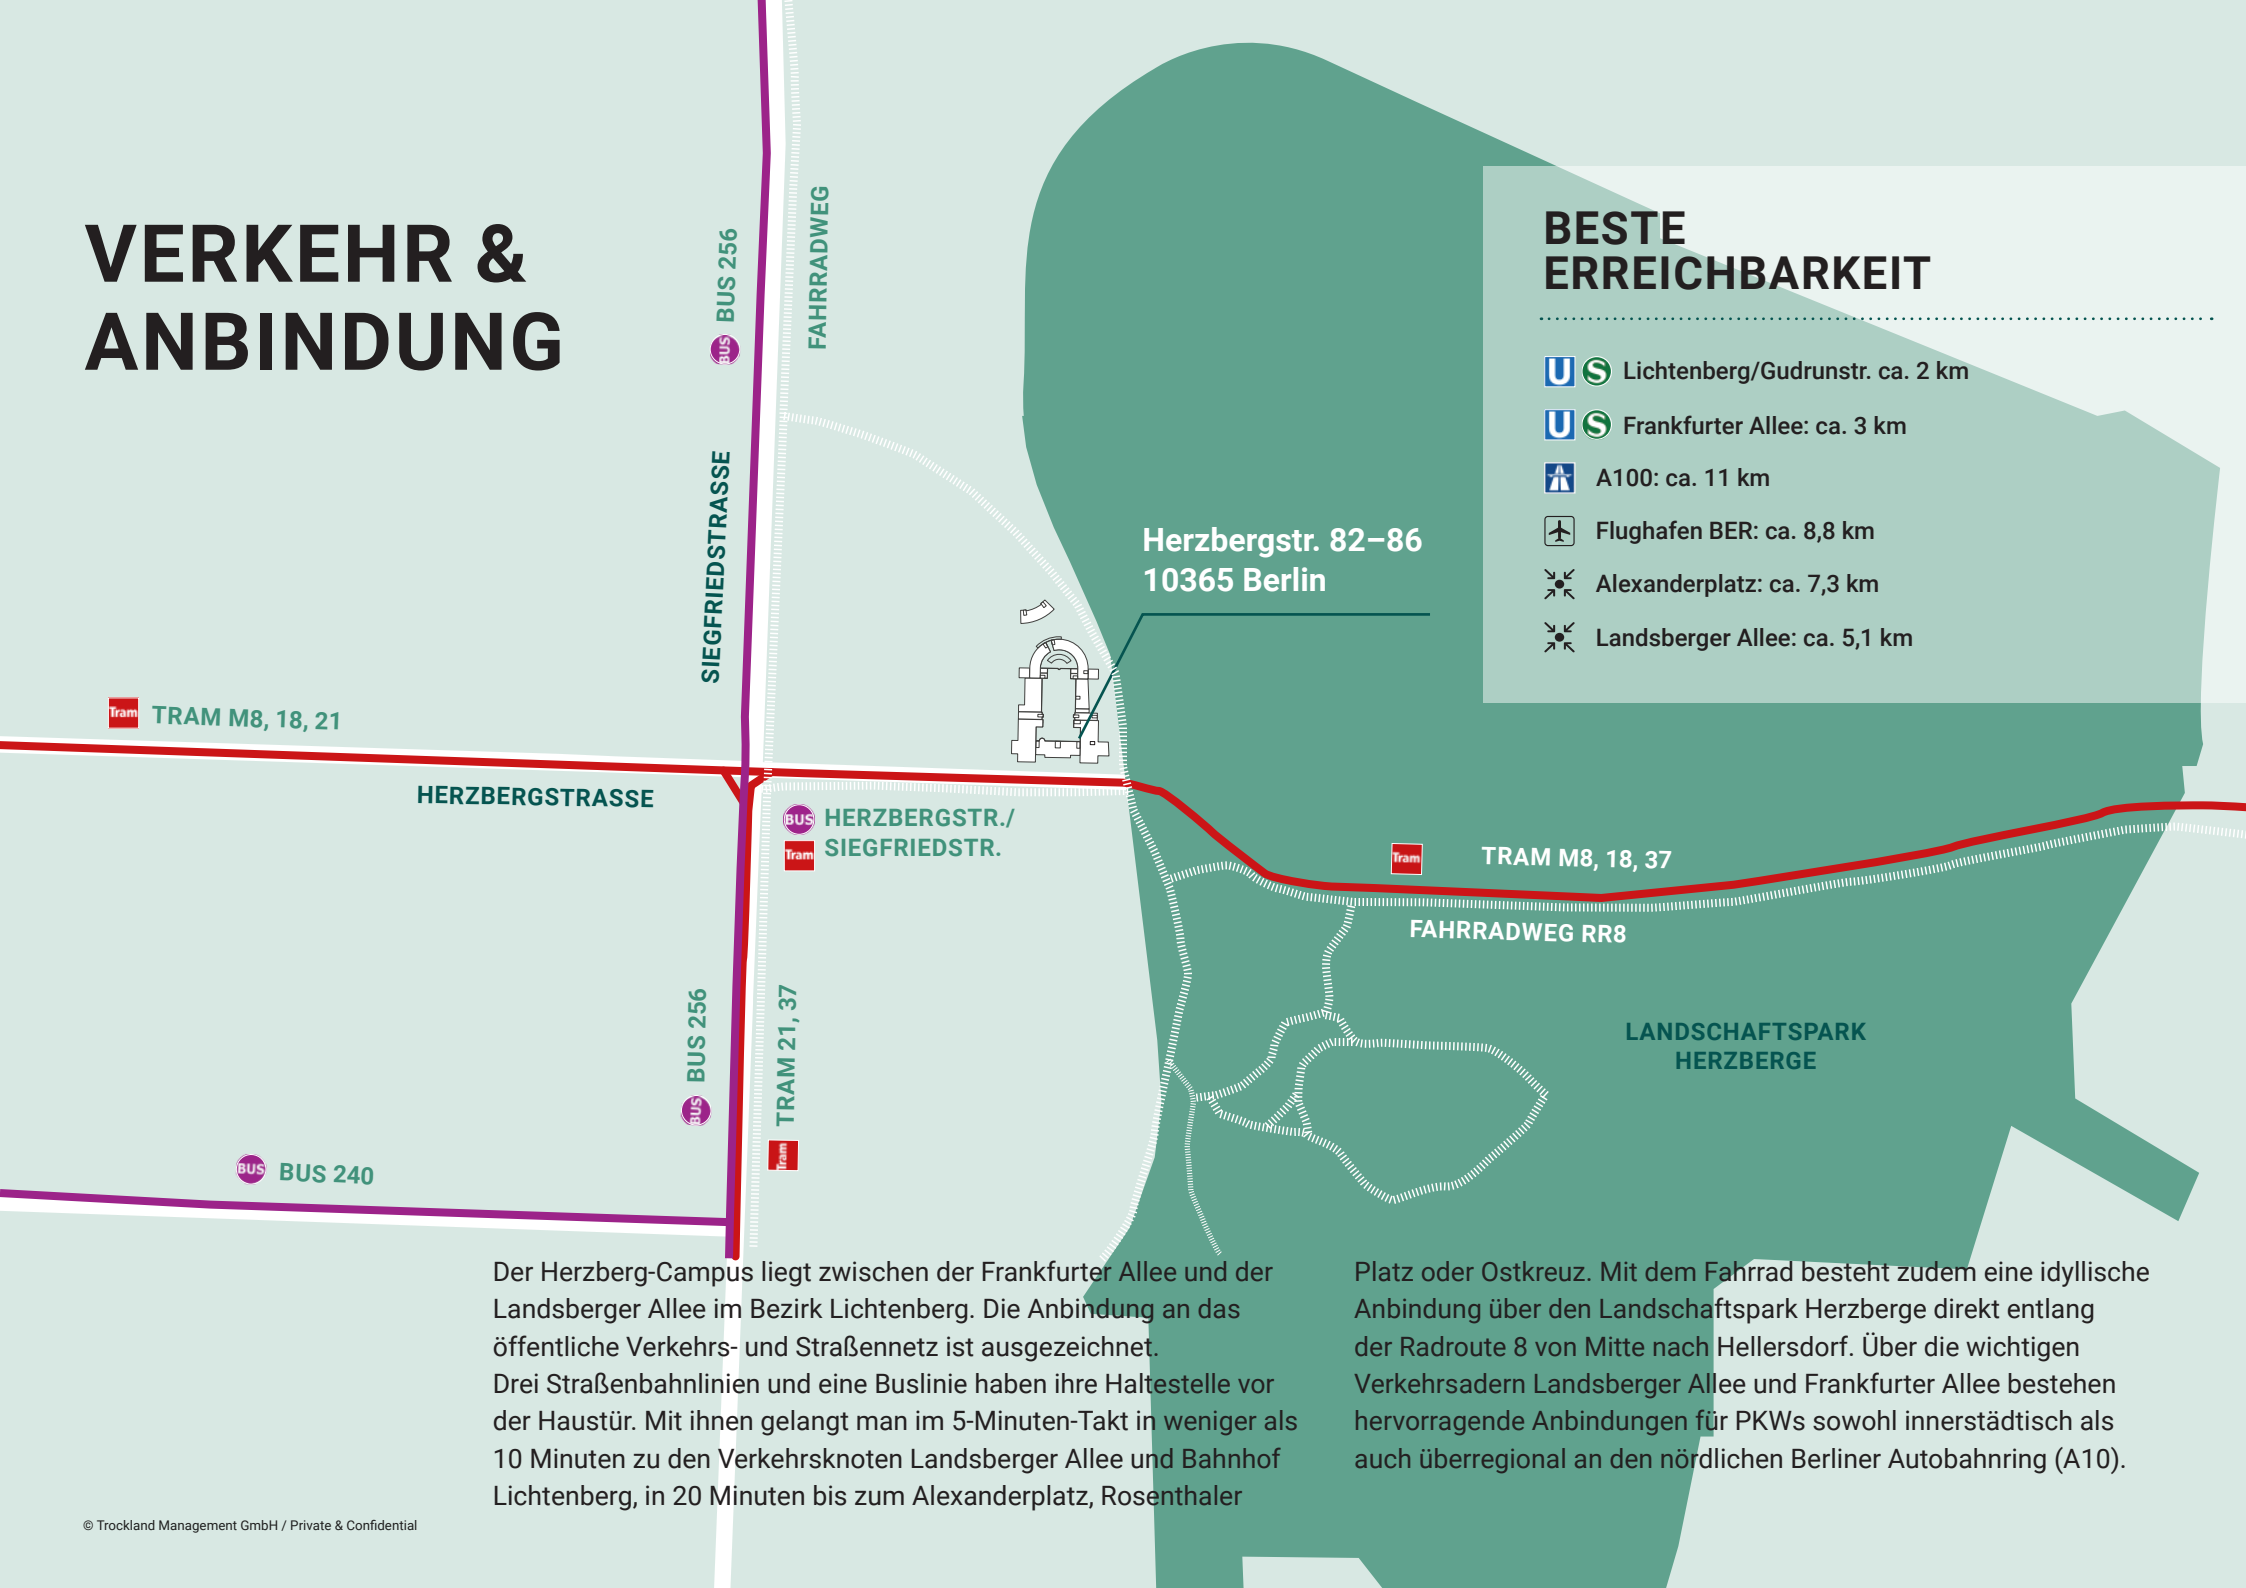 VERKEHR &
ANBINDUNG
BUS 256
BUS
FAHRRADWEG
SIEGFRIEDSTRASSE
BESTE
ERREICHBARKEIT
U S Lichtenberg/Gudrunstr. ca. 2 km
U S Frankfurter Allee: ca. 3 km
A100: ca. 11 km
Flughafen BER: ca. 8,8 km
Alexanderplatz: ca. 7,3 km
Landsberger Allee: ca. 5,1 km
Herzbergstr. 82–86
10365 Berlin
Tram TRAM M8, 18, 21
HERZBERGSTRASSE
BUS HERZBERGSTR./
Tram SIEGFRIEDSTR.
Tram TRAM M8, 18, 37
FAHRRADWEG RR8
LANDSCHAFTSPARK
HERZBERGE
BUS 256
BUS
TRAM 21, 37
Tram
BUS BUS 240
Der Herzberg-Campus liegt zwischen der Frankfurter Allee und der
Landsberger Allee im Bezirk Lichtenberg. Die Anbindung an das
öffentliche Verkehrs- und Straßennetz ist ausgezeichnet.
Drei Straßenbahnlinien und eine Buslinie haben ihre Haltestelle vor
der Haustür. Mit ihnen gelangt man im 5-Minuten-Takt in weniger als
10 Minuten zu den Verkehrsknoten Landsberger Allee und Bahnhof
Lichtenberg, in 20 Minuten bis zum Alexanderplatz, Rosenthaler
Platz oder Ostkreuz. Mit dem Fahrrad besteht zudem eine idyllische
Anbindung über den Landschaftspark Herzberge direkt entlang
der Radroute 8 von Mitte nach Hellersdorf. Über die wichtigen
Verkehrsadern Landsberger Allee und Frankfurter Allee bestehen
hervorragende Anbindungen für PKWs sowohl innerstädtisch als
auch überregional an den nördlichen Berliner Autobahnring (A10).
© Trockland Management GmbH / Private & Confidential